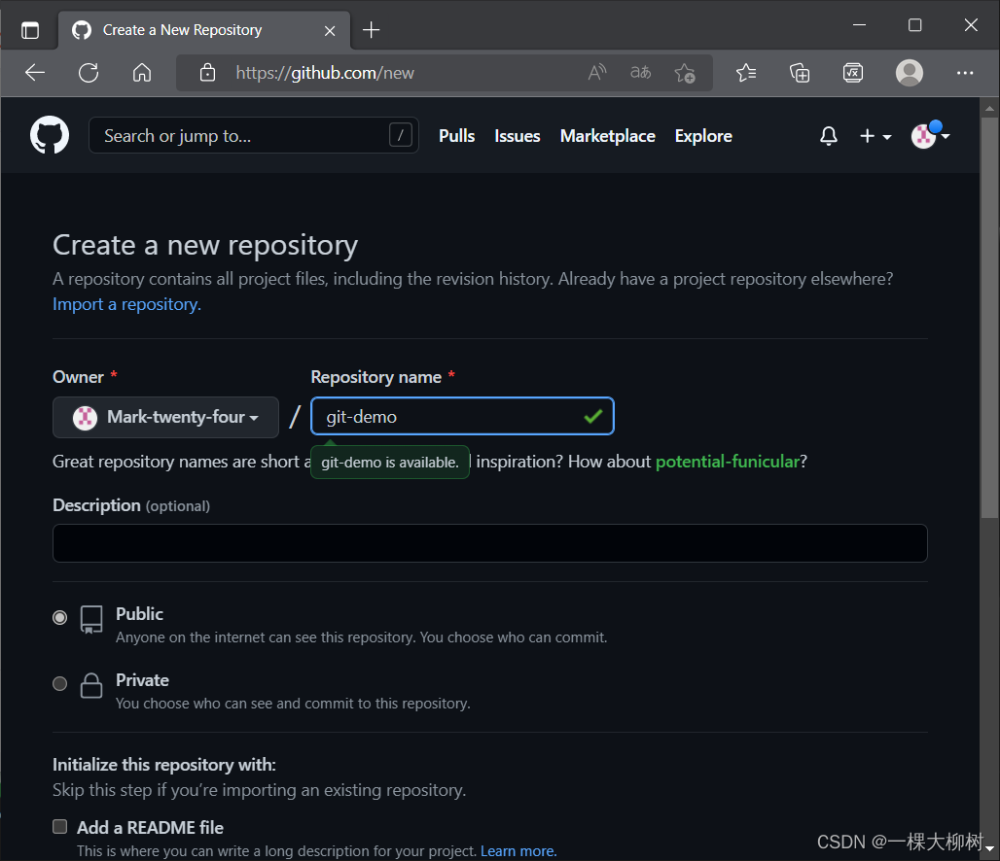 Create a New Repository
https://github.com/new
Search or jump to... /
Pulls Issues Marketplace Explore
Create a new repository
A repository contains all project files, including the revision history. Already have a project repository elsewhere?
Import a repository.
Owner * Repository name *
Mark-twenty-four / git-demo
Great repository names are short a git-demo is available. inspiration? How about potential-funicular?
Description (optional)
Public
Anyone on the internet can see this repository. You choose who can commit.
Private
You choose who can see and commit to this repository.
Initialize this repository with:
Skip this step if you’re importing an existing repository.
Add a README file
This is where you can write a long description for your project. Learn more.
CSDN @一棵大柳树